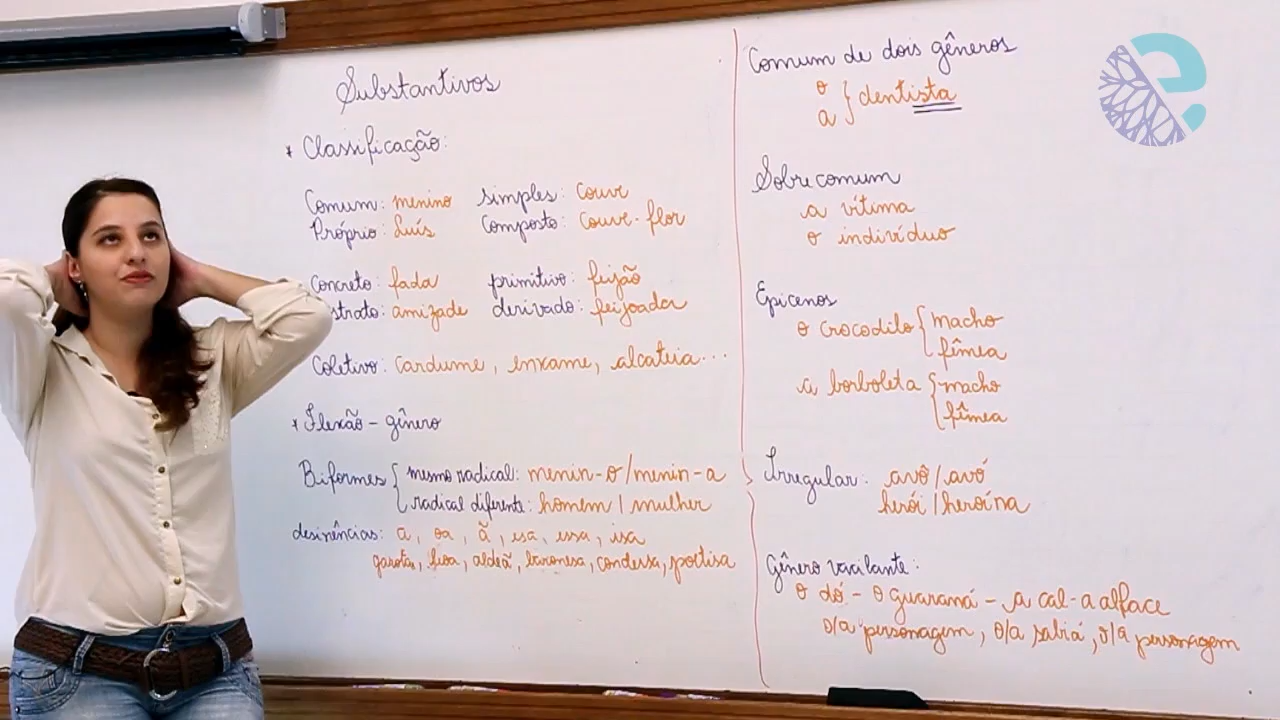 Substantivos
* Classificação:
Comum: menino simples: couve
Próprio: Luís Composto: couve-flor
Concreto: fada primitivo: feijão
strato: amizade derivado: feijoada
Coletivo: cardume, enxame, alcateia...
* Flexão - gênero
Biformes { mesmo radical: menin-o/menin-a
radical diferente: homem / mulher
desinências: a, oa, ã, esa, essa, isa
garota, leoa, aldeã, baronesa, condessa, poetisa
Comum de dois gêneros
o
a } dentista
Sobrecomum
a vítima
o indivíduo
Epicenos
o crocodilo { macho
fêmea
a borboleta { macho
fêmea
Irregular: avô/avó
herói/heroína
Gênero vacilante:
o dó - o guaraná - a cal - a alface
o/a personagem, o/a sabiá, o/a personagem